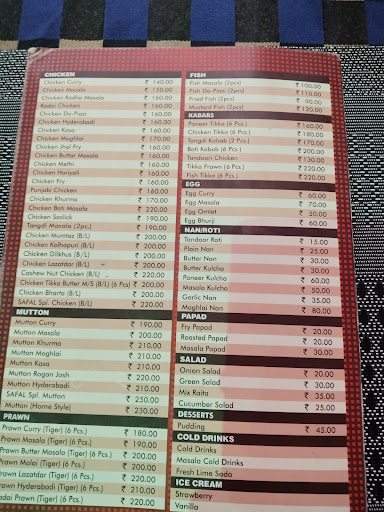 CHICKEN
Chicken Curry ₹ 140.00
Chicken Masala ₹ 150.00
Chicken Radha Masala ₹ 160.00
Kadai Chicken ₹ 160.00
Chicken Do-Piaza ₹ 160.00
Chicken Hyderabadi ₹ 160.00
Chicken Kasa ₹ 160.00
Chicken Moghlai ₹ 170.00
Chicken Jhal Fry ₹ 160.00
Chicken Butter Masala ₹ 160.00
Chicken Methi ₹ 160.00
Chicken Hariyali ₹ 160.00
Chicken Fry ₹ 160.00
Punjabi Chicken ₹ 160.00
Chicken Khurma ₹ 170.00
Chicken Boti Masala ₹ 220.00
Chicken Saslick ₹ 190.00
Tangdi Masala (2pc.) ₹ 190.00
Chicken Mumtaz (B/L) ₹ 200.00
Chicken Kolhapuri (B/L) ₹ 200.00
Chicken Dilkhus (B/L) ₹ 200.00
Chicken Lazatdar (B/L) ₹ 200.00
Cashew Nut Chicken (B/L) ₹ 220.00
Chicken Tikka Butter M/S (B/L) (6 Pcs) ₹ 200.00
Chicken Bharta (B/L) ₹ 200.00
SAFAL Spl. Chicken (B/L) ₹ 220.00
MUTTON
Mutton Curry ₹ 190.00
Mutton Masala ₹ 200.00
Mutton Khurma ₹ 210.00
Mutton Moghlai ₹ 210.00
Mutton Kasa ₹ 210.00
Mutton Rogan Josh ₹ 220.00
Mutton Hyderabadi ₹ 210.00
SAFAL Spl. Mutton ₹ 250.00
Mutton (Home Style) ₹ 230.00
PRAWN
Prawn Curry (Tiger) (6 Pcs.) ₹ 180.00
Prawn Masala (Tiger) (6 Pcs.) ₹ 190.00
Prawn Butter Masala (Tiger) (6 Pcs.) ₹ 200.00
Prawn Malai (Tiger) (6 Pcs.) ₹ 200.00
Prawn Lazatdar (Tiger) (6 Pcs.) ₹ 220.00
Prawn Hyderabadi (Tiger) (6 Pcs.) ₹ 210.00
adai Prawn (Tiger) (6 Pcs.) ₹ 220.00
FISH
Fish Masala (2pcs) ₹ 100.00
Fish Do-Piazi (2pcs) ₹ 110.00
Fried Fish (2pcs) ₹ 90.00
Mustard Fish (2pcs) ₹ 120.00
KABABS
Paneer Tikka (6 Pcs.) ₹ 160.00
Chicken Tikka (6 Pcs.) ₹ 180.00
Tangdi Kabab (2 Pcs.) ₹ 170.00
Boti Kabab (6 Pcs.) ₹ 200.00
Tandoori Chicken ₹ 130.00
Tikka Prawn (6 Pcs.) ₹ 220.00
Fish Tikka (6 Pcs.) ₹ 220.00
EGG
Egg Curry ₹ 60.00
Egg Masala ₹ 70.00
Egg Omlet ₹ 50.00
Egg Bhurji ₹ 60.00
NAN/ROTI
Tandoor Roti ₹ 15.00
Plain Nan ₹ 25.00
Butter Nan ₹ 30.00
Butter Kulcha ₹ 30.00
Paneer Kulcha ₹ 60.00
Masala Kulcha ₹ 50.00
Garlic Nan ₹ 35.00
Moghlai Nan ₹ 80.00
PAPAD
Fry Papad ₹ 20.00
Roasted Papad ₹ 20.00
Masala Papad ₹ 30.00
SALAD
Onion Salad ₹ 20.00
Green Salad ₹ 30.00
Mix Raita ₹ 35.00
Cucumber Salad ₹ 25.00
DESSERTS
Pudding ₹ 45.00
COLD DRINKS
Cold Drinks
Masala Cold Drinks
Fresh Lime Soda
ICE CREAM
Strawberry
Vanilla